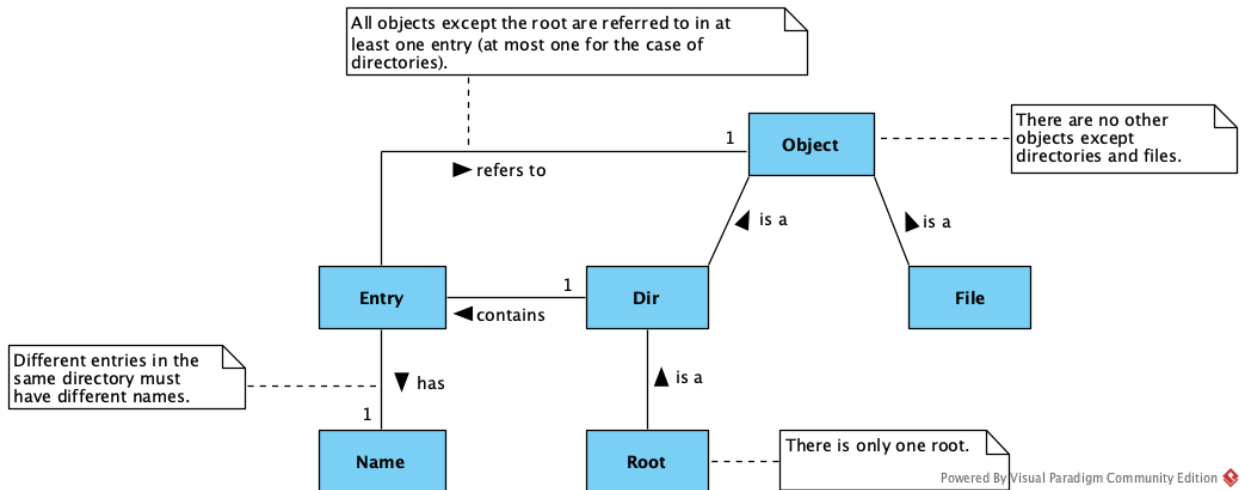 All objects except the root are referred to in at
least one entry (at most one for the case of
directories).
There are no other
objects except
directories and files.
1
Object
refers to
is a
is a
Entry
1
Dir
File
contains
Different entries in the
same directory must
have different names.
has
is a
1
Name
Root
There is only one root.
Powered By Visual Paradigm Community Edition